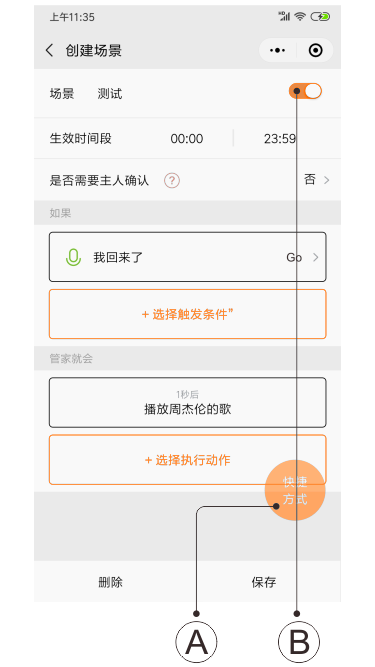 上午11:35
创建场景
场景 测试
生效时间段 00:00 23:59
是否需要主人确认 ? 否
如果
我回来了 Go
+ 选择触发条件”
管家就会
1秒后
播放周杰伦的歌
+ 选择执行动作
快捷
方式
删除 保存
A B